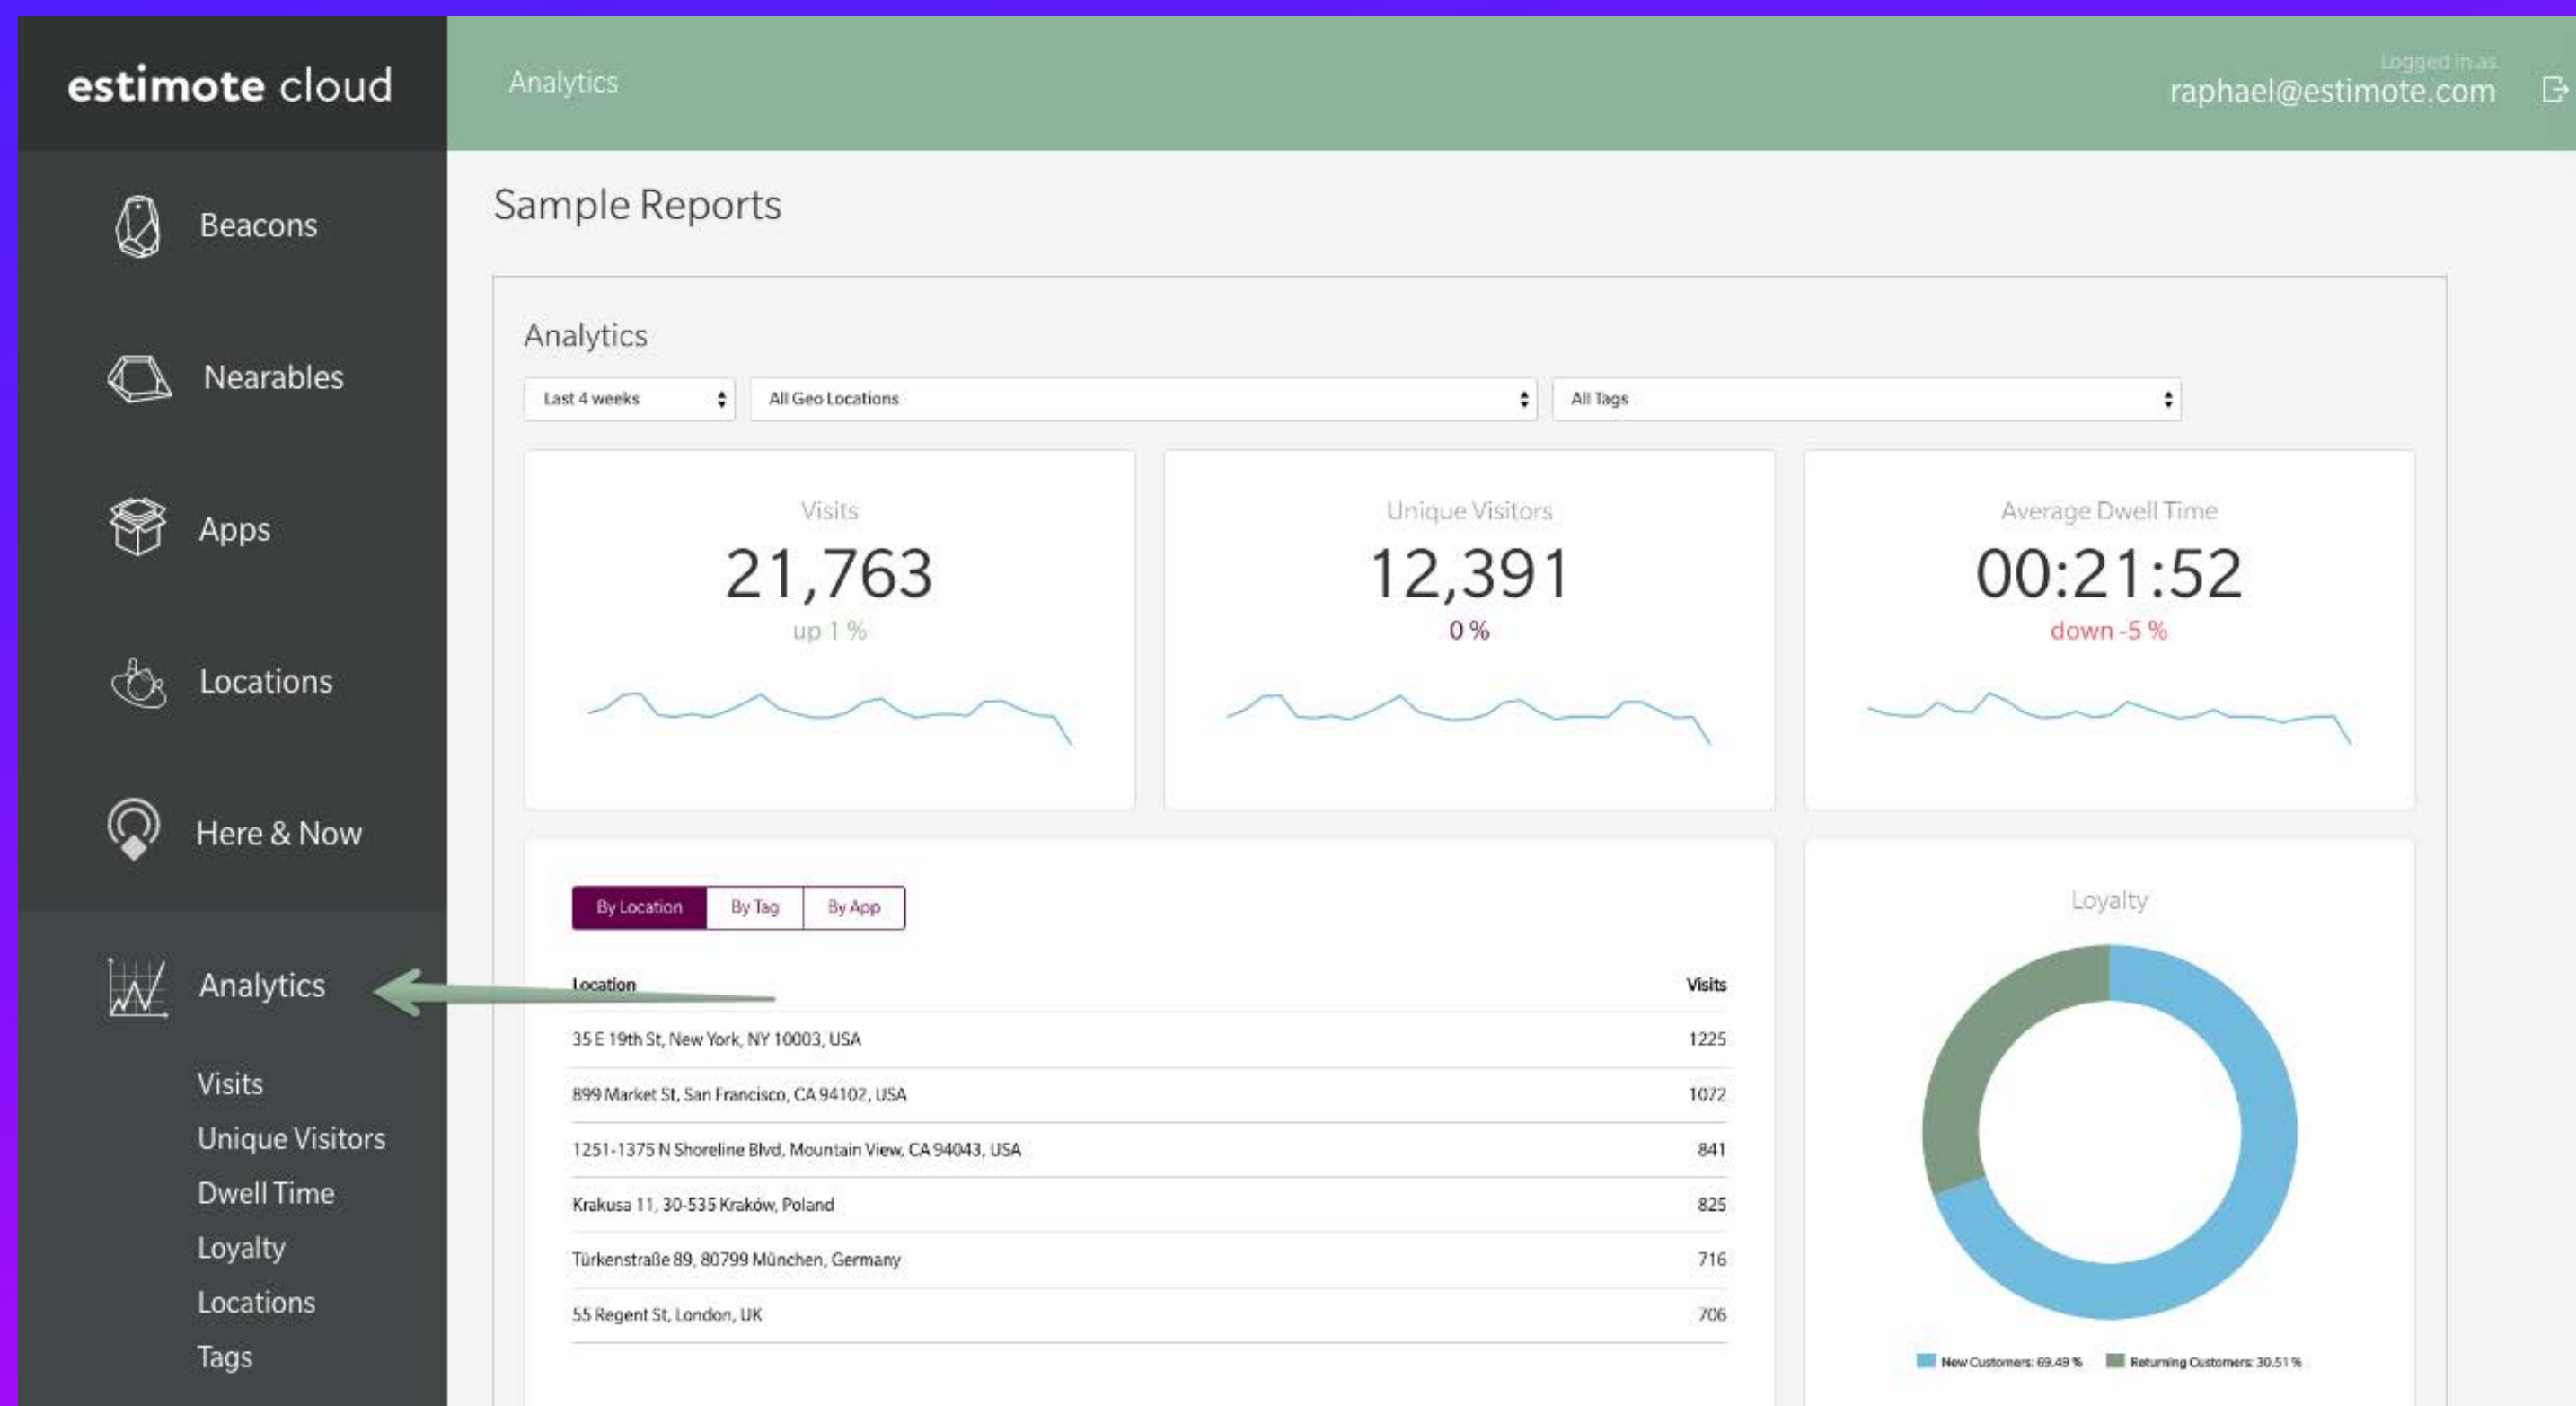 estimote cloud
Analytics
Logged in as
raphael@estimote.com
Beacons
Nearables
Apps
Locations
Here & Now
Analytics
Visits
Unique Visitors
Dwell Time
Loyalty
Locations
Tags
Sample Reports
Analytics
Last 4 weeks
All Geo Locations
All Tags
Visits
21,763
up 1 %
Unique Visitors
12,391
0 %
Average Dwell Time
00:21:52
down -5 %
By Location By Tag By App
Location Visits
35 E 19th St, New York, NY 10003, USA 1225
899 Market St, San Francisco, CA 94102, USA 1072
1251-1375 N Shoreline Blvd, Mountain View, CA 94043, USA 841
Krakusa 11, 30-535 Kraków, Poland 825
Türkenstraße 89, 80799 München, Germany 716
55 Regent St, London, UK 706
Loyalty
New Customers: 69.49 % Returning Customers: 30.51 %